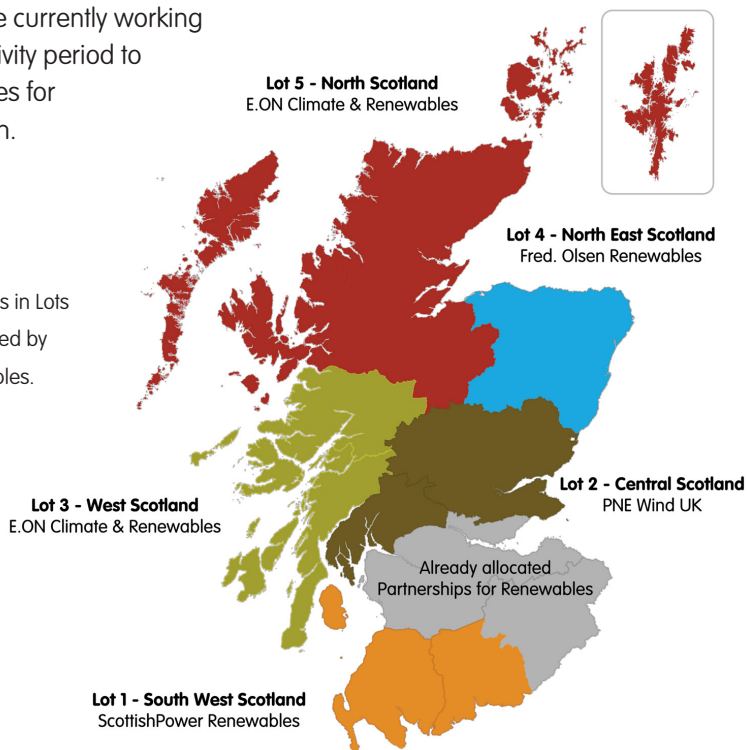 e currently working
ivity period to
es for
n.
Lot 5 - North Scotland
E.ON Climate & Renewables
Lot 4 - North East Scotland
Fred. Olsen Renewables
s in Lots
ed by
bles.
Lot 2 - Central Scotland
PNE Wind UK
Lot 3 - West Scotland
E.ON Climate & Renewables
Already allocated
Partnerships for Renewables
Lot 1 - South West Scotland
ScottishPower Renewables